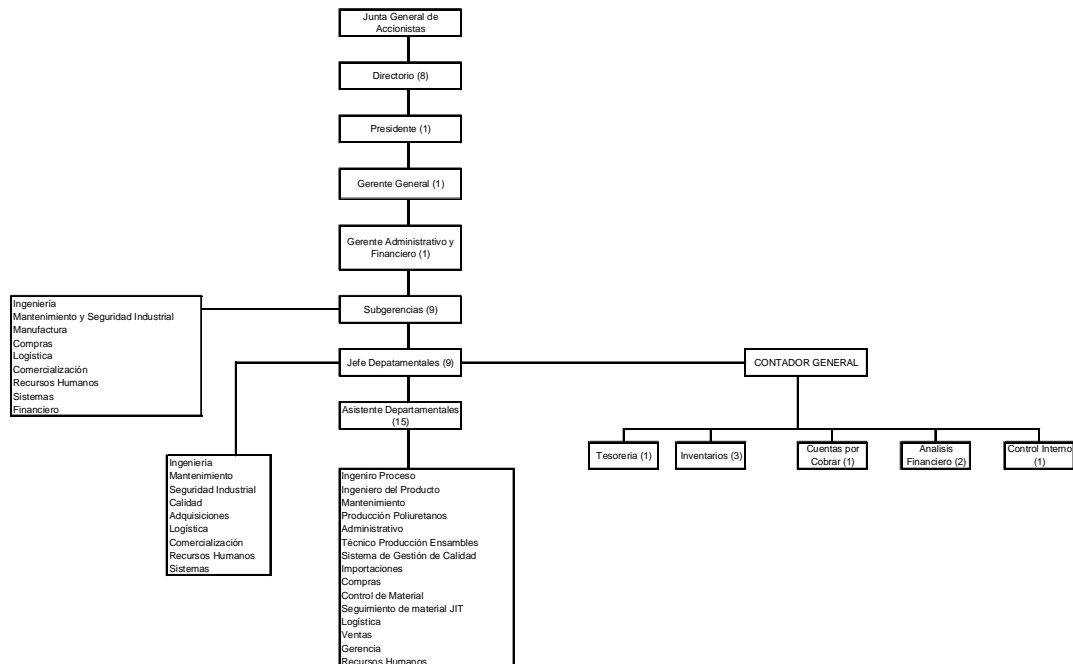 Junta General de
Accionistas
Directorio (8)
Presidente (1)
Gerente General (1)
Gerente Administrativo y
Financiero (1)
Subgerencias (9)
Ingeniería
Mantenimiento y Seguridad Industrial
Manufactura
Compras
Logística
Comercialización
Recursos Humanos
Sistemas
Financiero
Jefe Depatamentales (9)
CONTADOR GENERAL
Asistente Departamentales
(15)
Tesoreria (1)
Inventarios (3)
Cuentas por
Cobrar (1)
Analisis
Financiero (2)
Control Interno
(1)
Ingeniería
Mantenimiento
Seguridad Industrial
Calidad
Adquisiciones
Logística
Comercialización
Recursos Humanos
Sistemas
Ingeniro Proceso
Ingeniero del Producto
Mantenimiento
Producción Poliuretanos
Administrativo
Técnico Producción Ensambles
Sistema de Gestión de Calidad
Importaciones
Compras
Control de Material
Seguimiento de material JIT
Logística
Ventas
Gerencia
Recursos Humanos